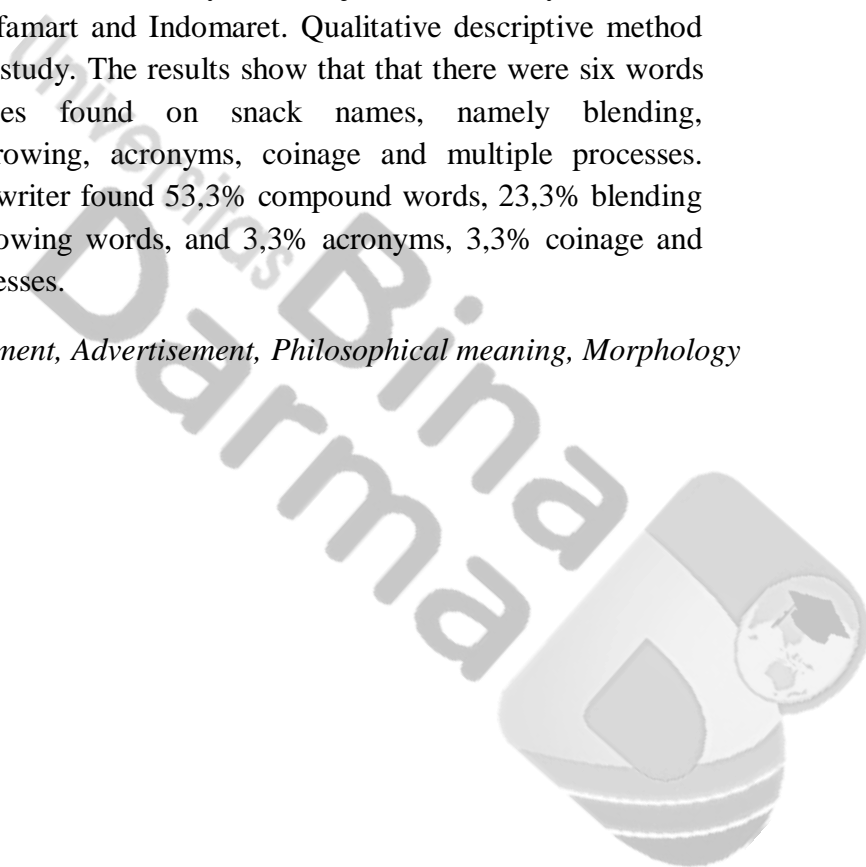 famart and Indomaret. Qualitative descriptive method
study. The results show that that there were six words
es found on snack names, namely blending,
rowing, acronyms, coinage and multiple processes.
writer found 53,3% compound words, 23,3% blending
owing words, and 3,3% acronyms, 3,3% coinage and
esses.
ment, Advertisement, Philosophical meaning, Morphology
Universitas
Bina
Darma